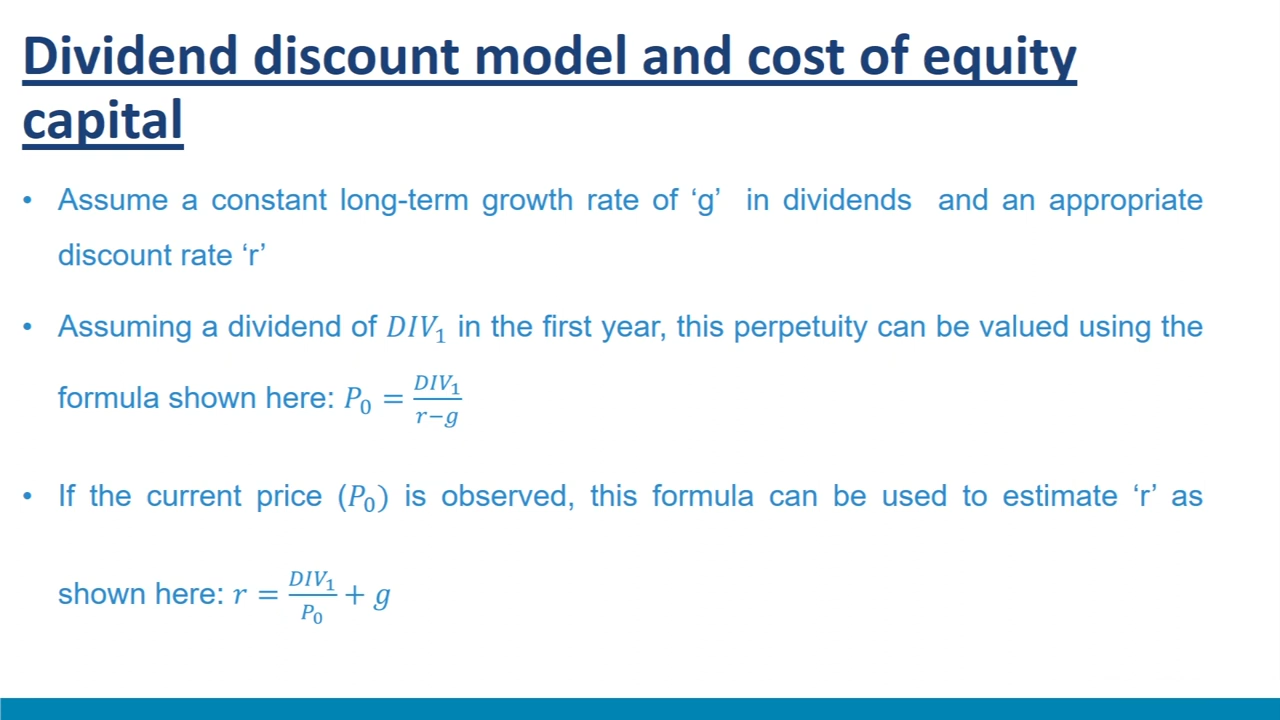 Dividend discount model and cost of equity
capital
• Assume a constant long-term growth rate of ‘g’ in dividends and an appropriate
discount rate ‘r’
• Assuming a dividend of DIV₁ in the first year, this perpetuity can be valued using the
formula shown here: P₀ = DIV₁/(r−g)
• If the current price (P₀) is observed, this formula can be used to estimate ‘r’ as
shown here: r = DIV₁/P₀ + g